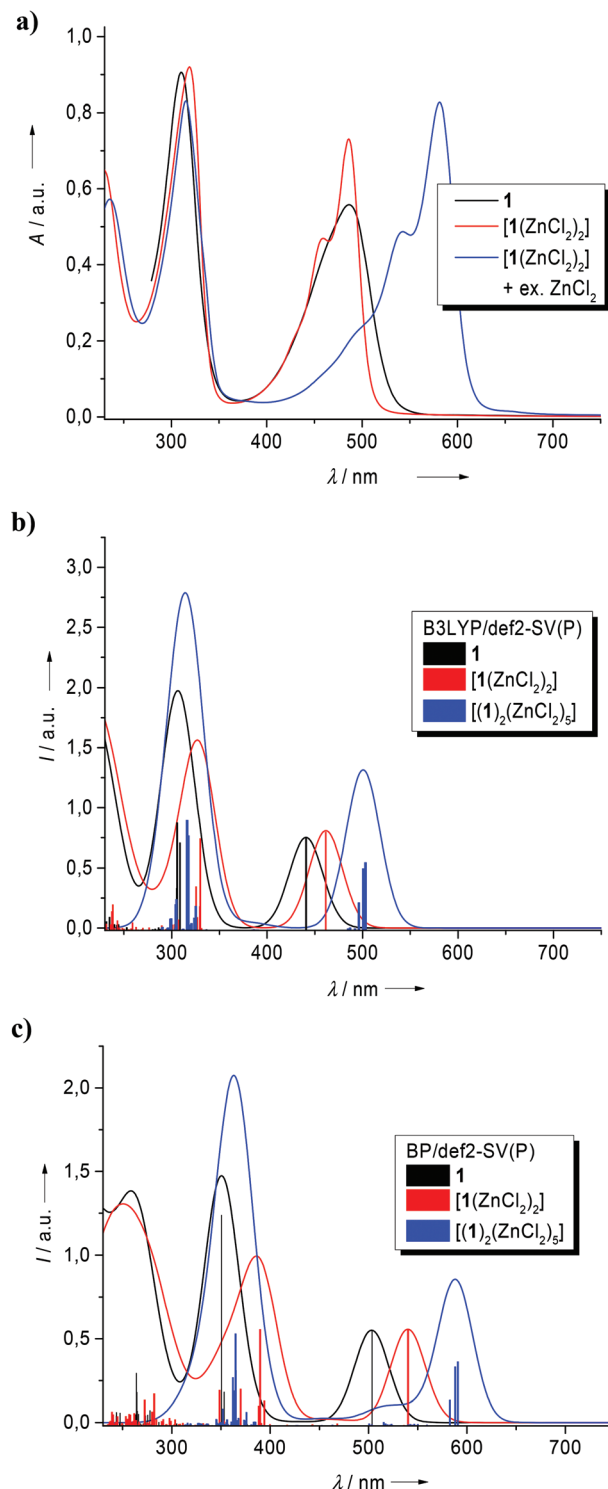 a)
1,0
0,8
0,6
0,4
0,2
0,0
A / a.u.
1
[1(ZnCl₂)₂]
[1(ZnCl₂)₂]
+ ex. ZnCl₂
300 400 500 600 700
λ / nm
b)
3,0
2,5
2,0
1,5
1,0
0,5
0,0
I / a.u.
B3LYP/def2-SV(P)
1
[1(ZnCl₂)₂]
[(1)₂(ZnCl₂)₅]
300 400 500 600 700
λ / nm
c)
2,0
1,5
1,0
0,5
0,0
I / a.u.
BP/def2-SV(P)
1
[1(ZnCl₂)₂]
[(1)₂(ZnCl₂)₅]
300 400 500 600 700
λ / nm